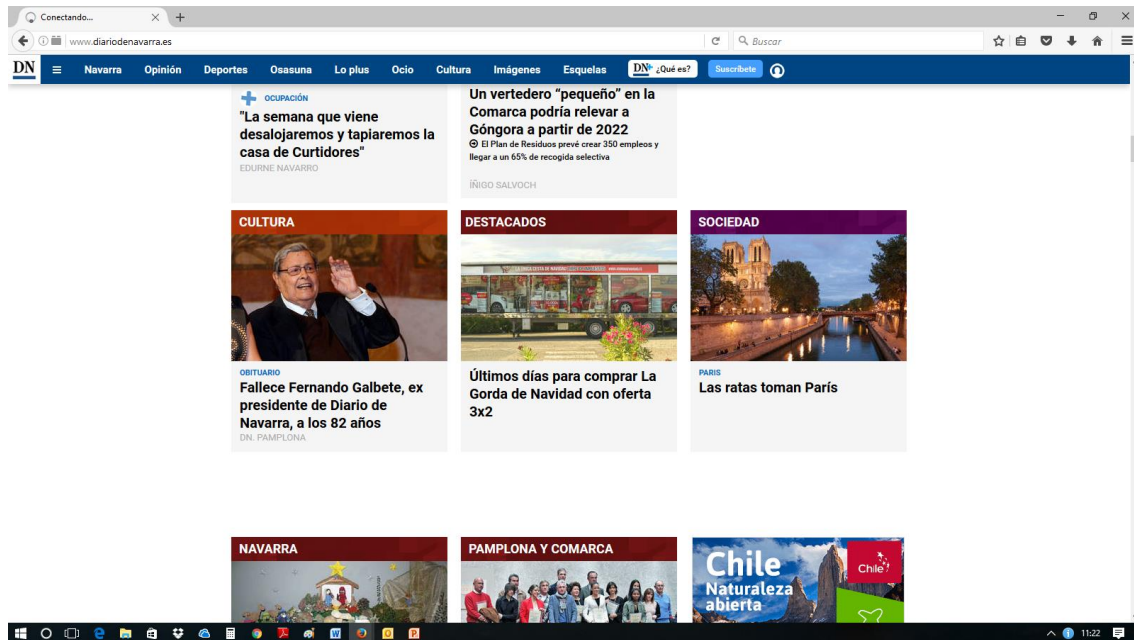 Conectando...
www.diariodenavarra.es
Buscar
DN
Navarra Opinión Deportes Osasuna Lo plus Ocio Cultura Imágenes Esquelas DN+ ¿Qué es? Suscríbete
OCUPACIÓN
"La semana que viene
desalojaremos y tapiaremos la
casa de Curtidores"
EDURNE NAVARRO
Un vertedero “pequeño” en la
Comarca podría relevar a
Góngora a partir de 2022
El Plan de Residuos prevé crear 350 empleos y
llegar a un 65% de recogida selectiva
ÍÑIGO SALVOCH
CULTURA
OBITUARIO
Fallece Fernando Galbete, ex
presidente de Diario de
Navarra, a los 82 años
DN. PAMPLONA
DESTACADOS
Últimos días para comprar La
Gorda de Navidad con oferta
3x2
SOCIEDAD
PARIS
Las ratas toman París
NAVARRA
PAMPLONA Y COMARCA
Chile
Naturaleza
abierta
Chile
11:22